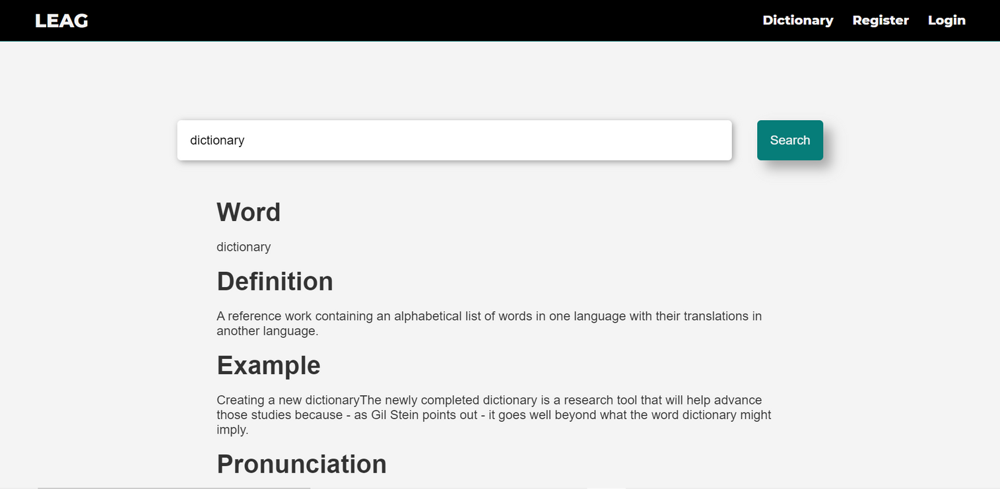 LEAG
Dictionary Register Login
dictionary
Search
Word
dictionary
Definition
A reference work containing an alphabetical list of words in one language with their translations in
another language.
Example
Creating a new dictionaryThe newly completed dictionary is a research tool that will help advance
those studies because - as Gil Stein points out - it goes well beyond what the word dictionary might
imply.
Pronunciation